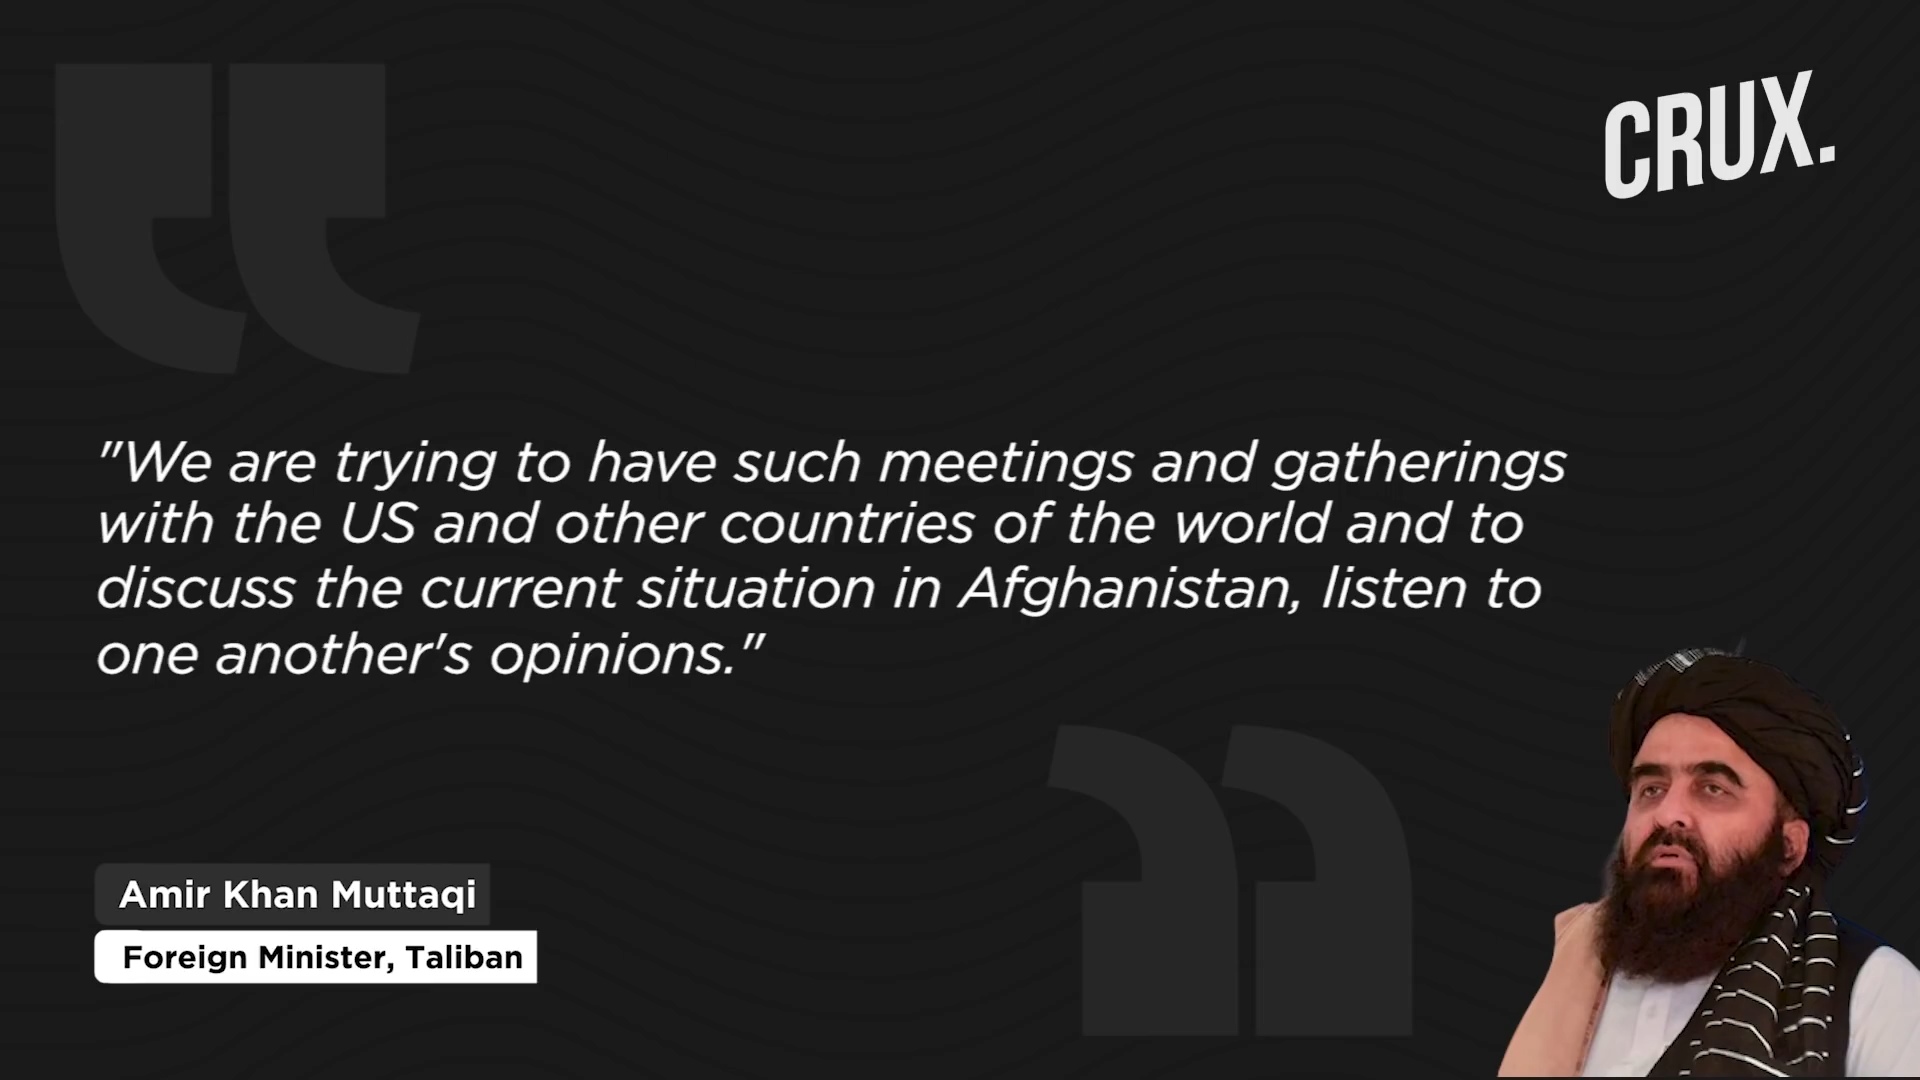 CRUX.
"We are trying to have such meetings and gatherings
with the US and other countries of the world and to
discuss the current situation in Afghanistan, listen to
one another's opinions."
Amir Khan Muttaqi
Foreign Minister, Taliban